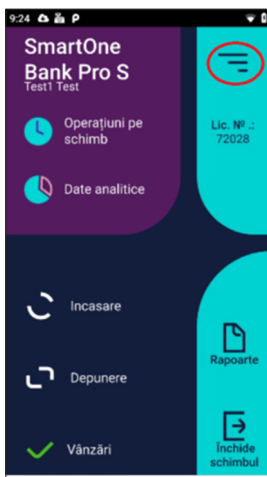 9:24
SmartOne
Bank Pro S
Test1 Test
Operațiuni pe
schimb
Lic. Nº .:
72028
Date analitice
Incasare
Rapoarte
Depunere
Vânzări
Închide
schimbul